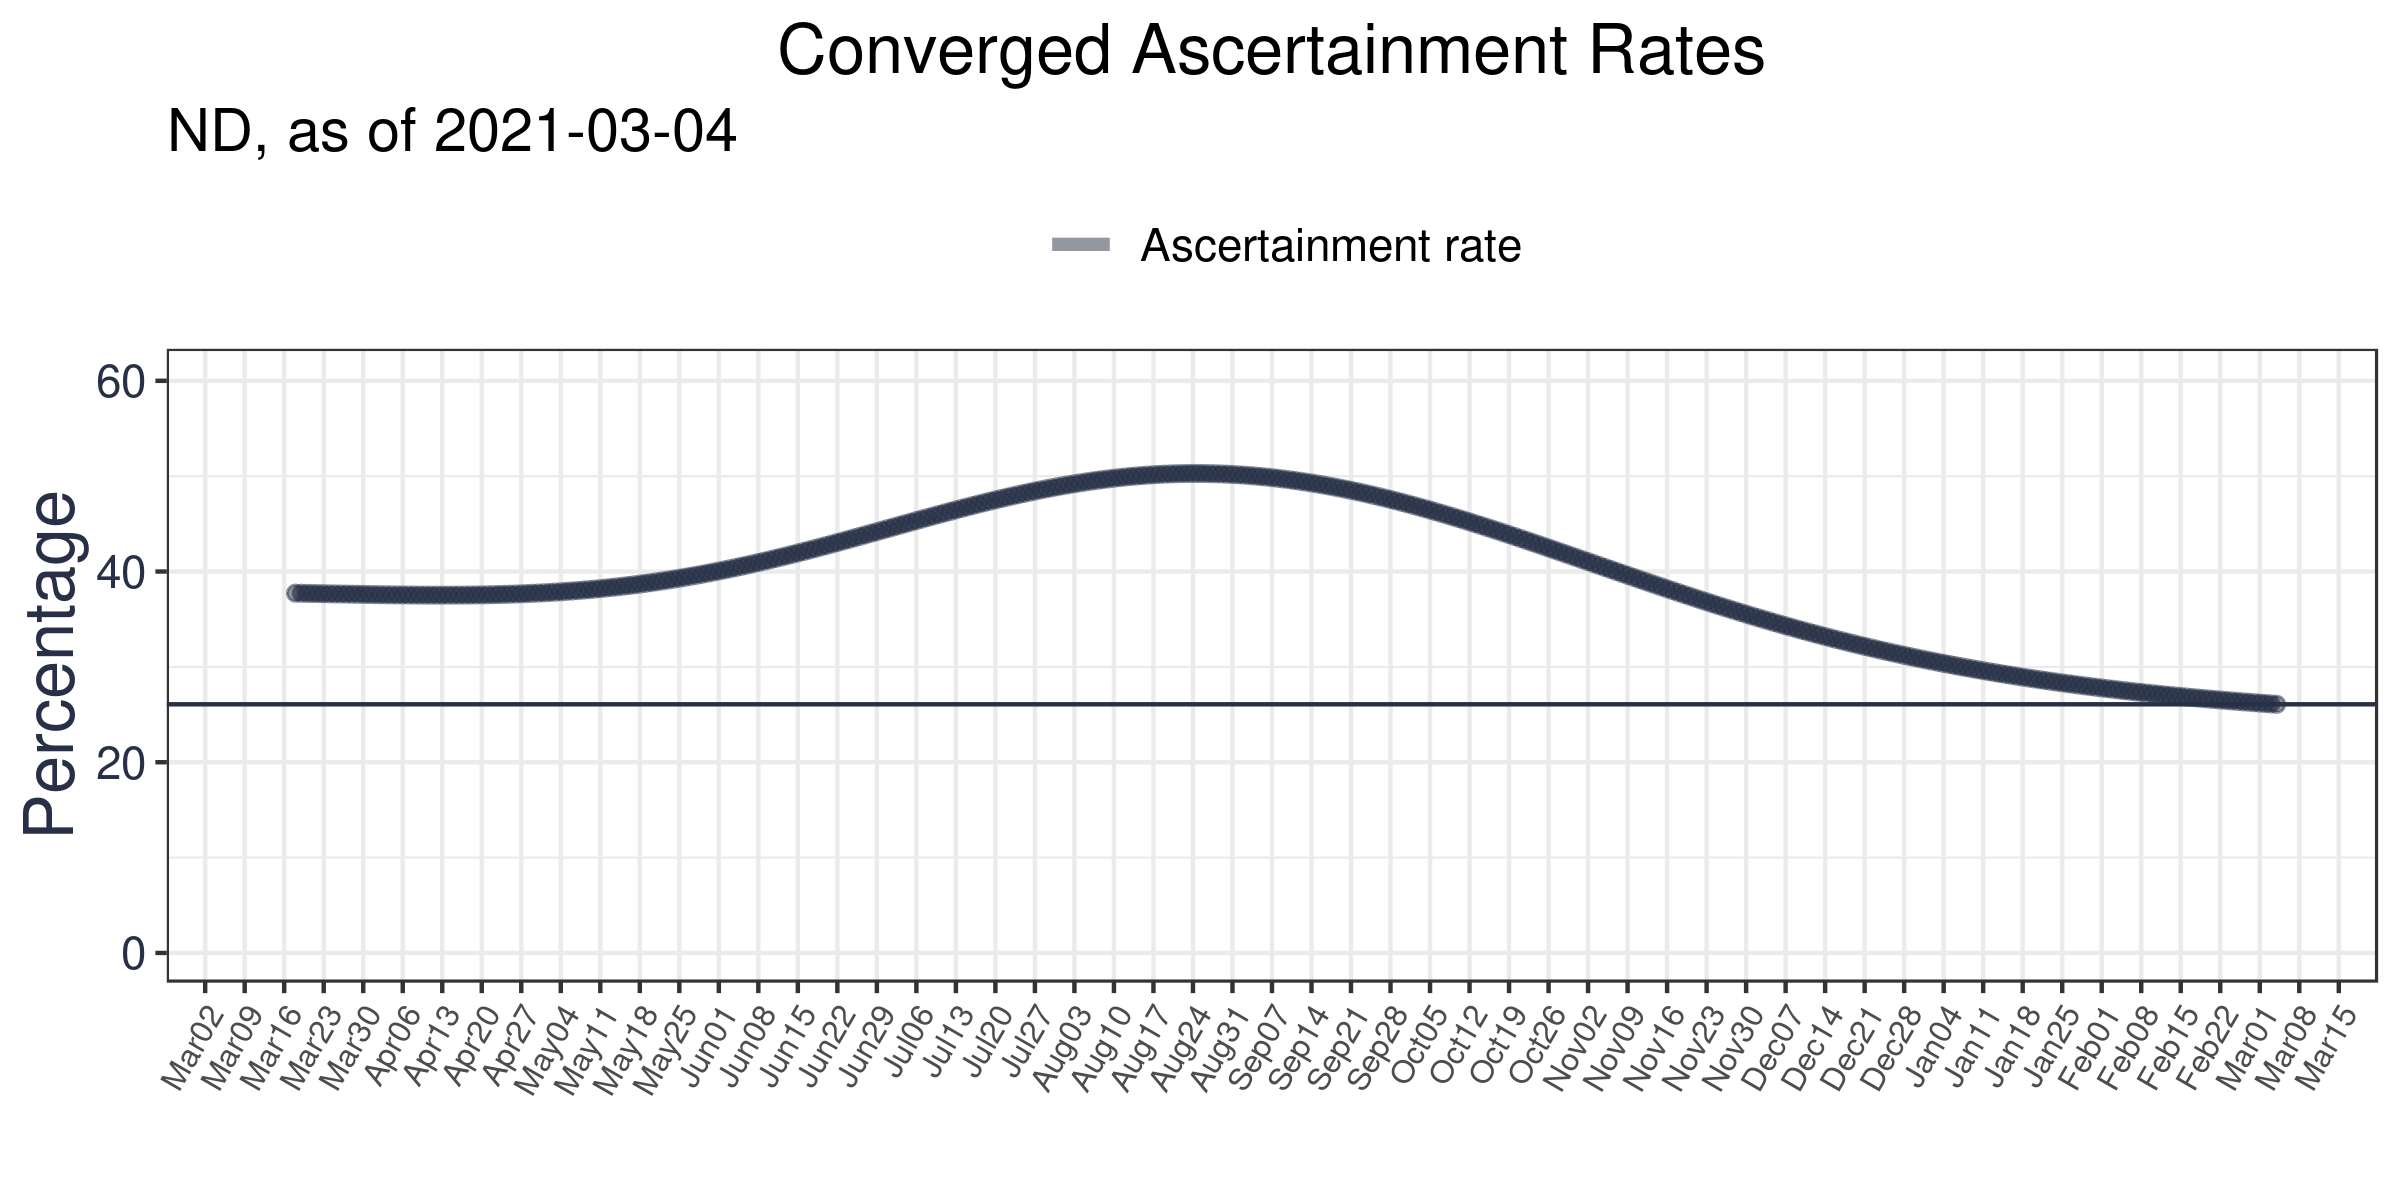 Converged Ascertainment Rates
ND, as of 2021-03-04
Ascertainment rate
Percentage
60
40
20
0
Mar02 Mar09 Mar16 Mar23 Mar30 Apr06 Apr13 Apr20 Apr27 May04 May11 May18 May25 Jun01 Jun08 Jun15 Jun22 Jun29 Jul06 Jul13 Jul20 Jul27 Aug03 Aug10 Aug17 Aug24 Aug31 Sep07 Sep14 Sep21 Sep28 Oct05 Oct12 Oct19 Oct26 Nov02 Nov09 Nov16 Nov23 Nov30 Dec07 Dec14 Dec21 Dec28 Jan04 Jan11 Jan18 Jan25 Feb01 Feb08 Feb15 Feb22 Mar01 Mar08 Mar15